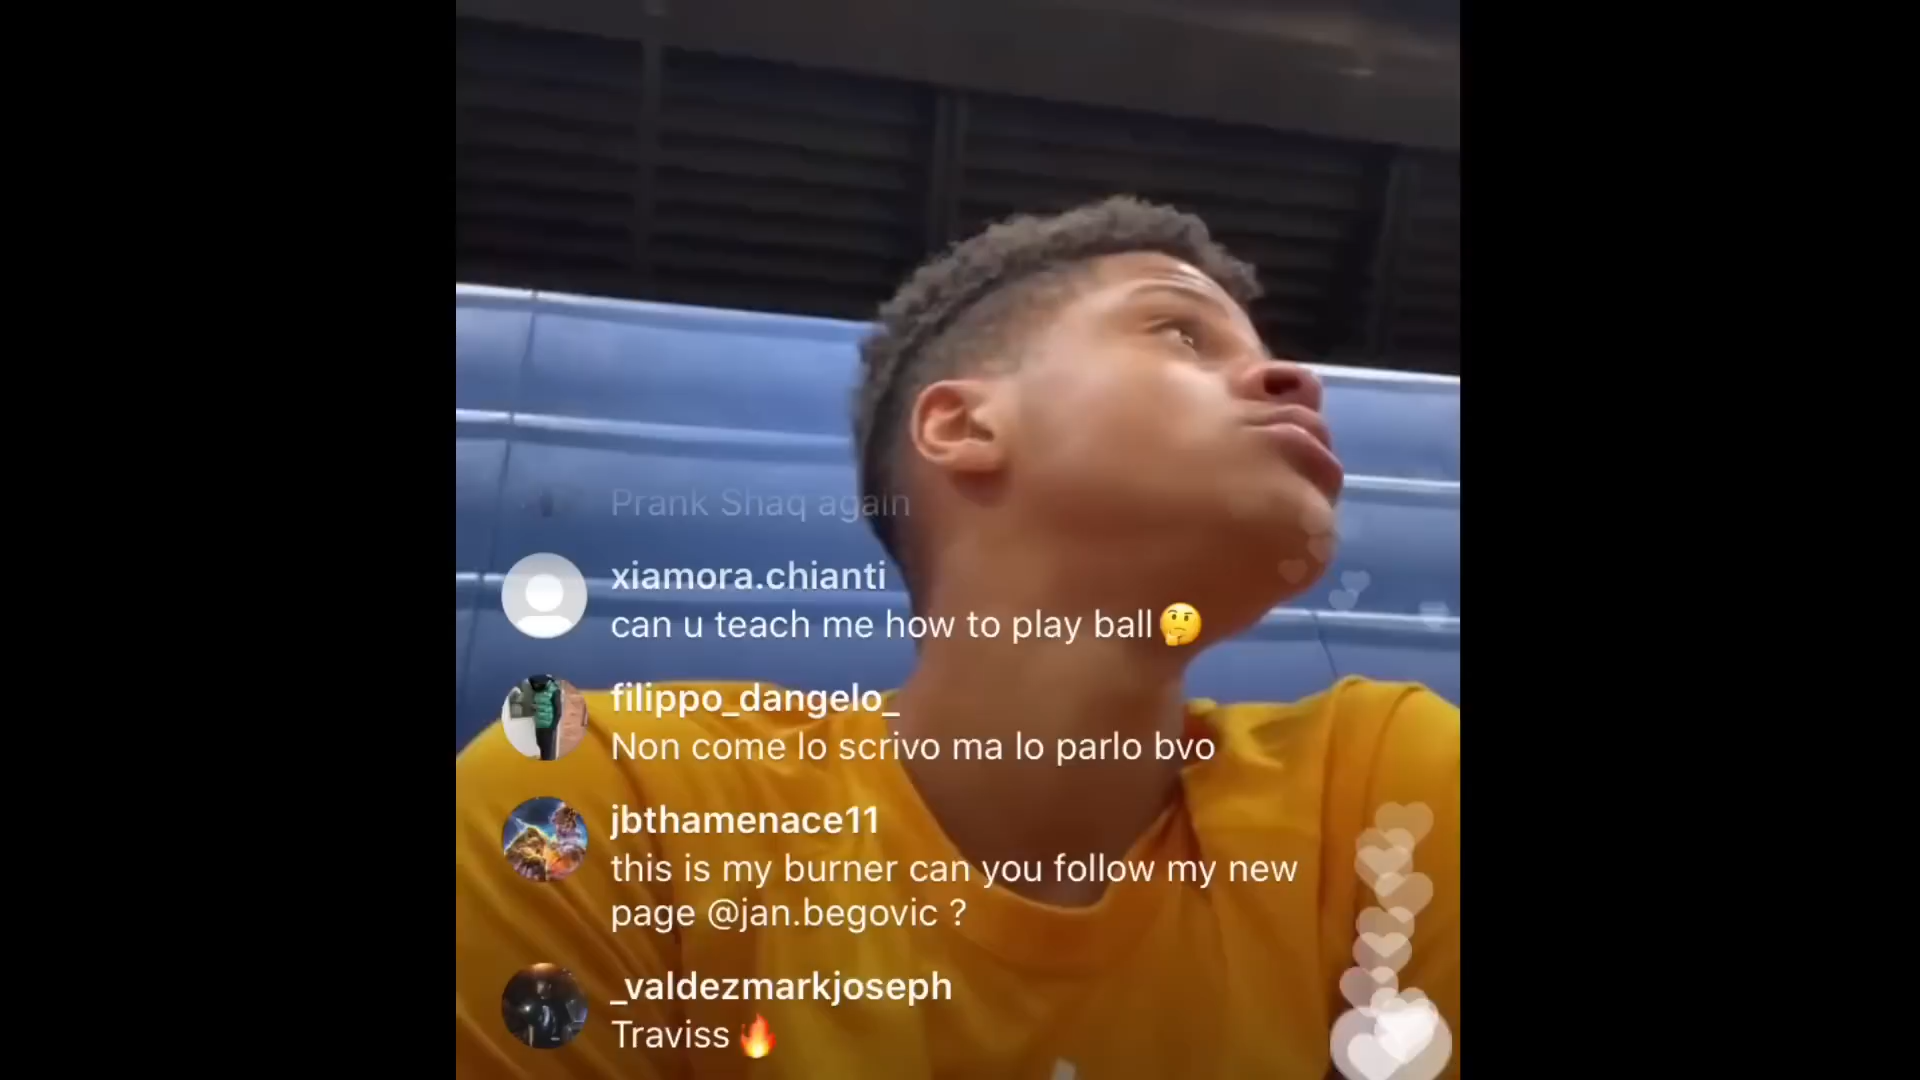 Prank Shaq again
xiamora.chianti
can u teach me how to play ball🤔
filippo_dangelo_
Non come lo scrivo ma lo parlo bvo
jbthamenace11
this is my burner can you follow my new
page @jan.begovic ?
_valdezmarkjoseph
Traviss🔥